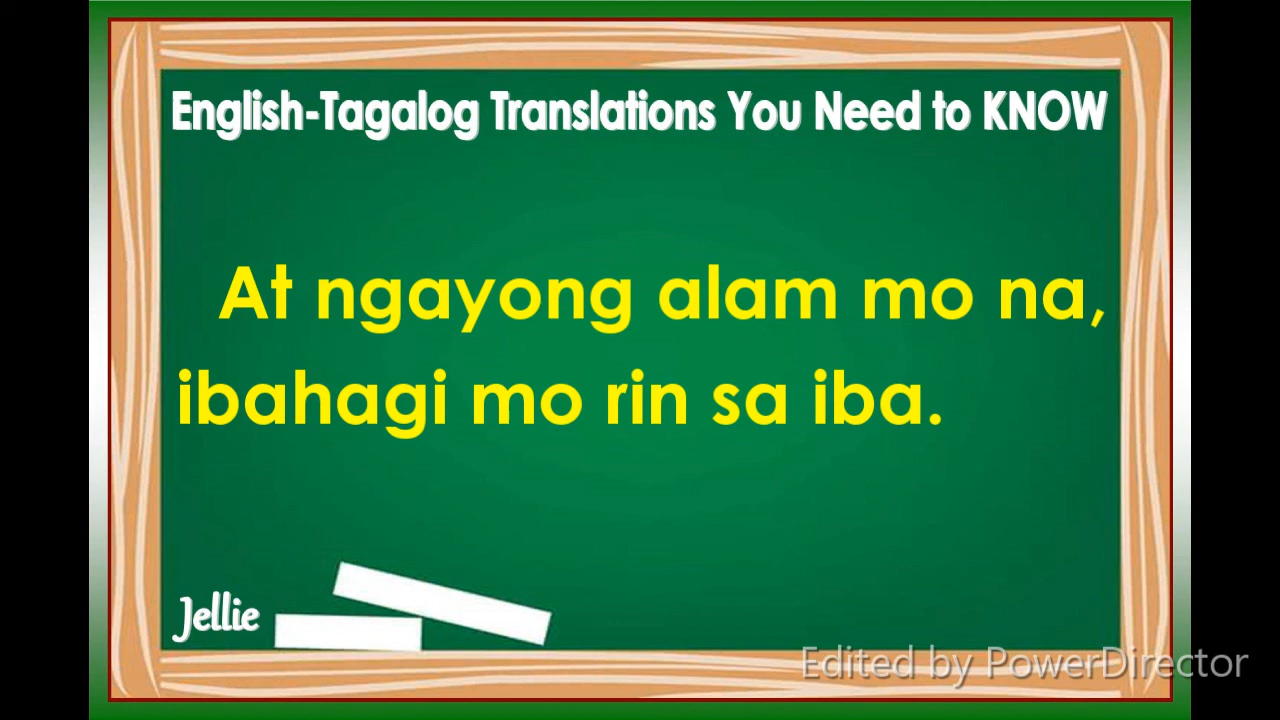 English-Tagalog Translations You Need to KNOW
At ngayong alam mo na,
ibahagi mo rin sa iba.
Jellie
Edited by PowerDirector